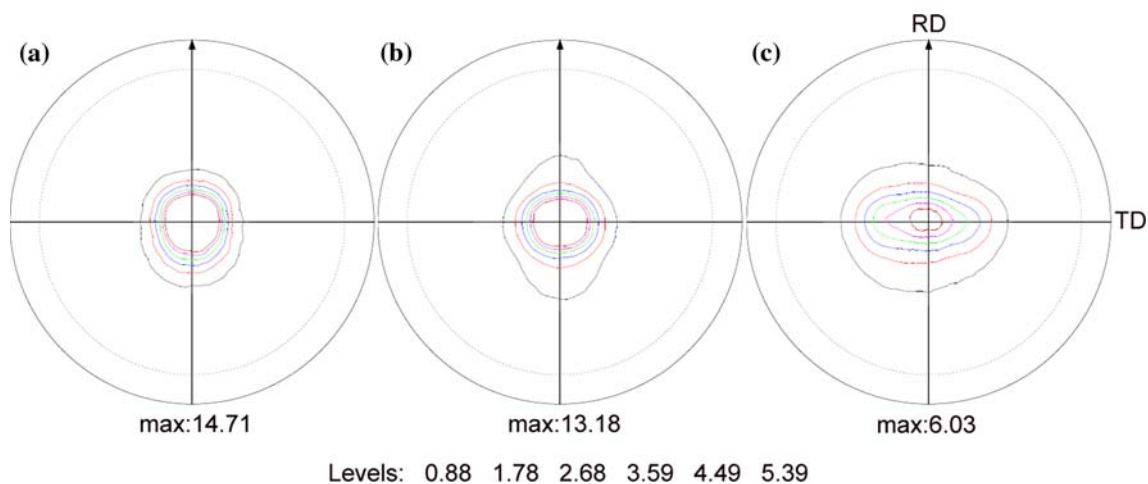 RD
(a) (b) (c)
TD
max:14.71 max:13.18 max:6.03
Levels: 0.88 1.78 2.68 3.59 4.49 5.39